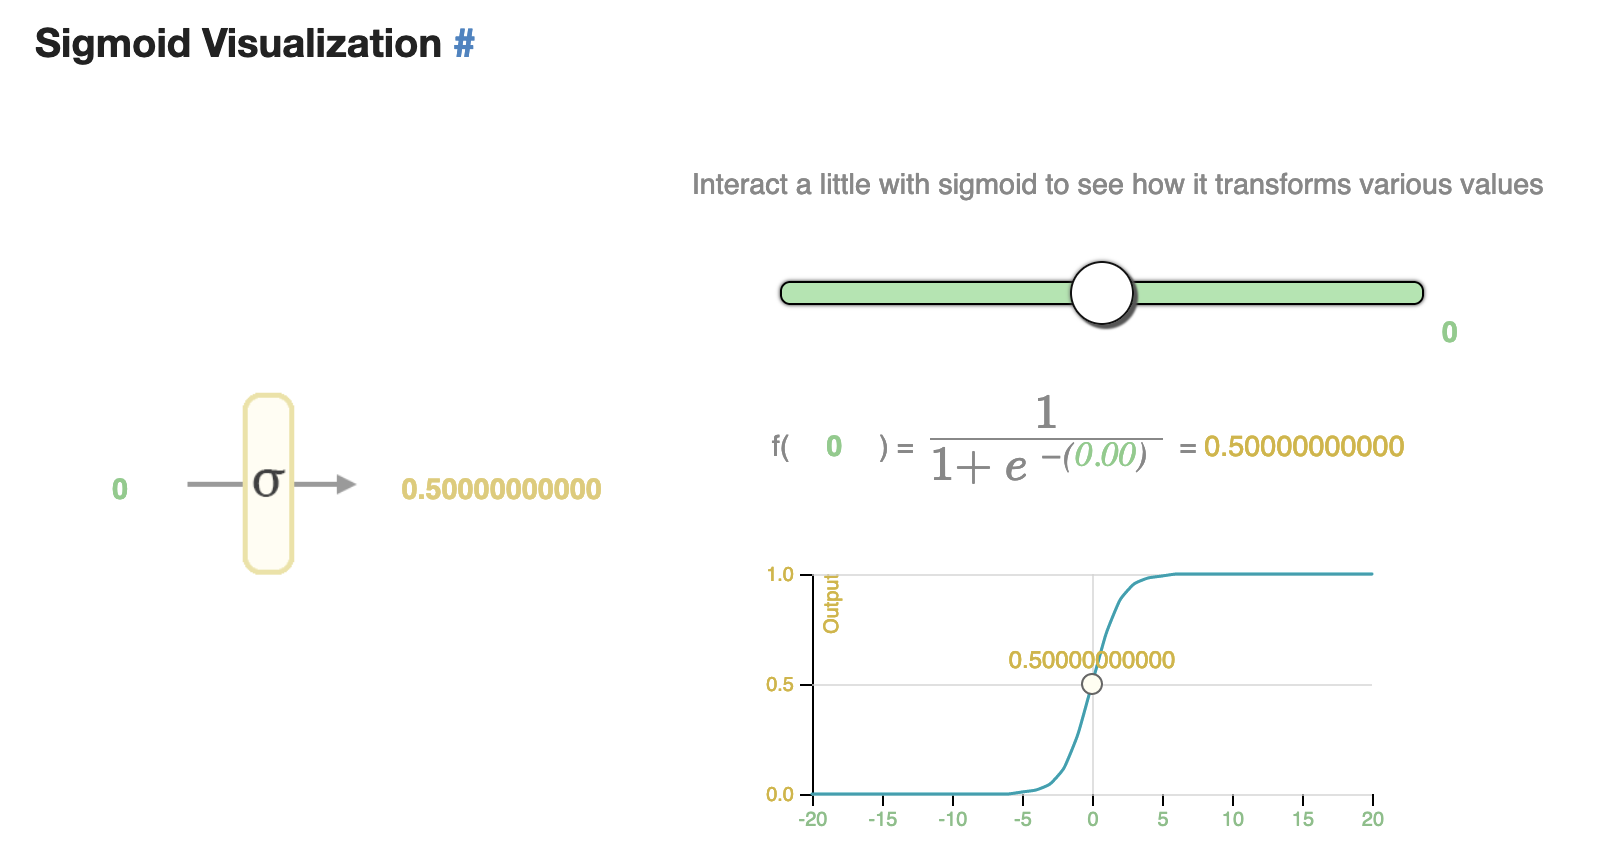 Sigmoid Visualization #
Interact a little with sigmoid to see how it transforms various values
0
f( 0 ) = 1 / 1+ e −(0.00) = 0.50000000000
0 σ 0.50000000000
1.0
Output
0.50000000000
0.5
0.0
-20 -15 -10 -5 0 5 10 15 20